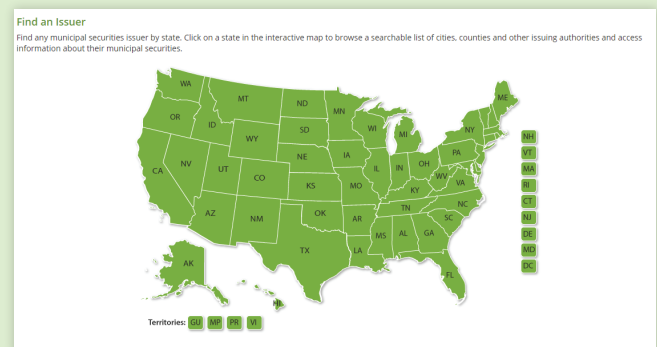 Find an Issuer
Find any municipal securities issuer by state. Click on a state in the interactive map to browse a searchable list of cities, counties and other issuing authorities and access
information about their municipal securities.
WA
MT
ND
MN
ME
OR
ID
SD
WI
MI
NY
NH
WY
VT
NE
IA
PA
MA
NV
UT
CO
IL
IN
OH
WV
VA
RI
CA
KS
MO
KY
CT
AZ
NM
OK
AR
TN
NC
NJ
SC
DE
MS
AL
GA
MD
TX
LA
DC
AK
FL
HI
Territories: GU MP PR VI